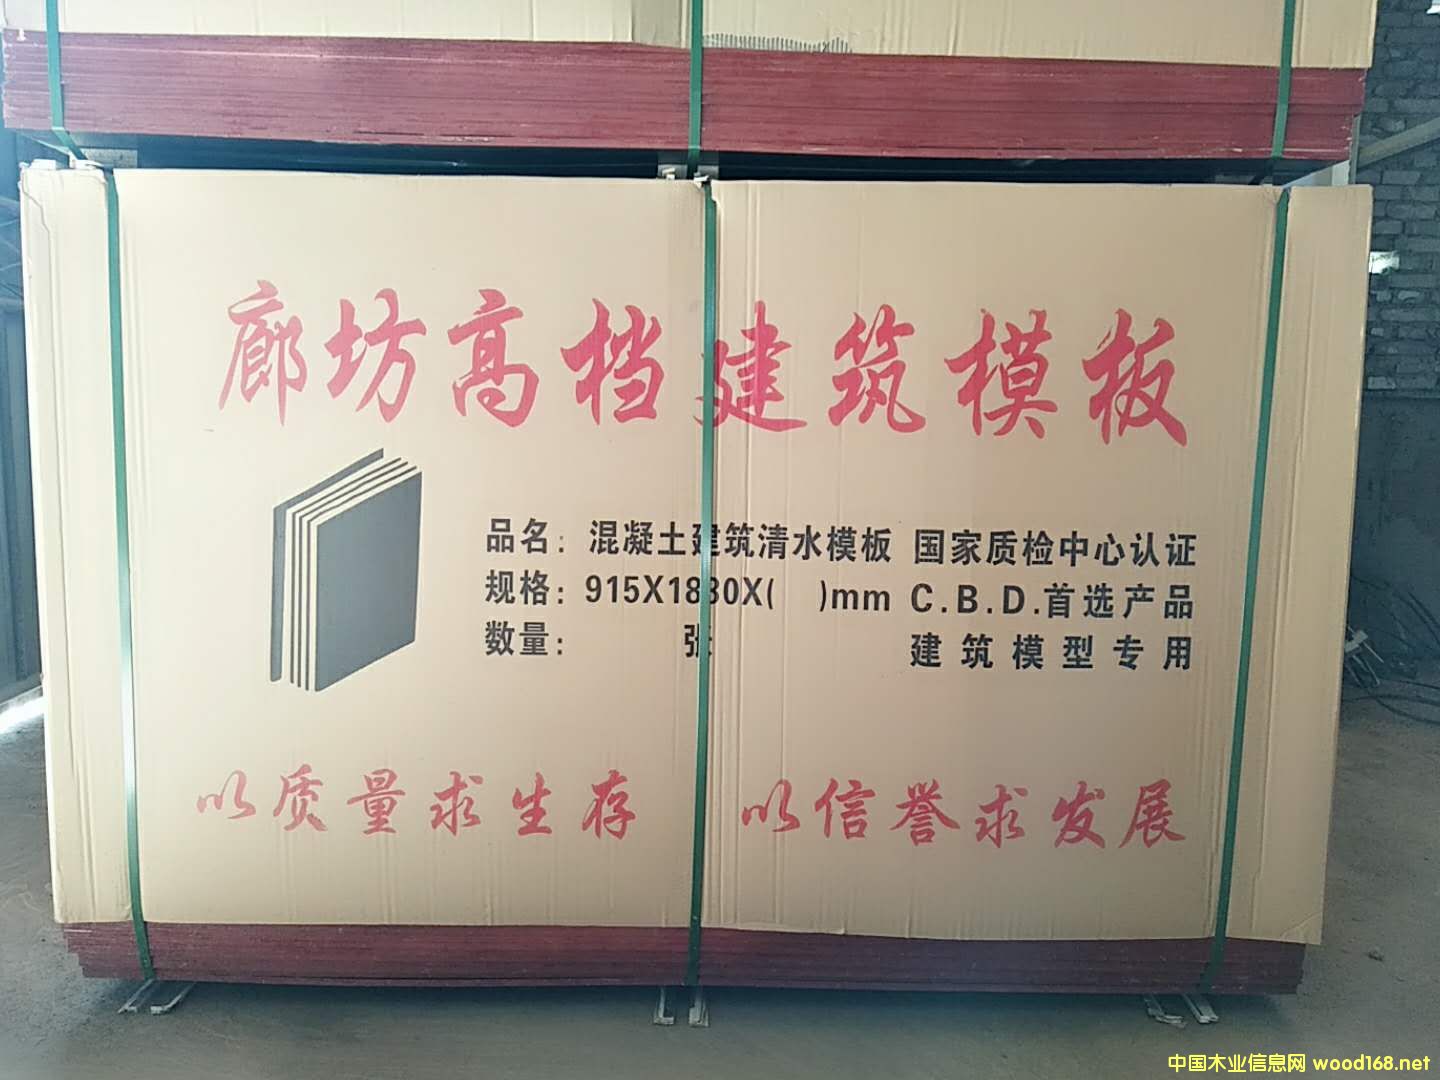 廊坊高档建筑模板
品名：混凝土建筑清水模板 国家质检中心认证
规格：915X1830X( )mm C.B.D.首选产品
数量： 张 建筑模型专用
以质量求生存 以信誉求发展
中国木业信息网 wood168.net